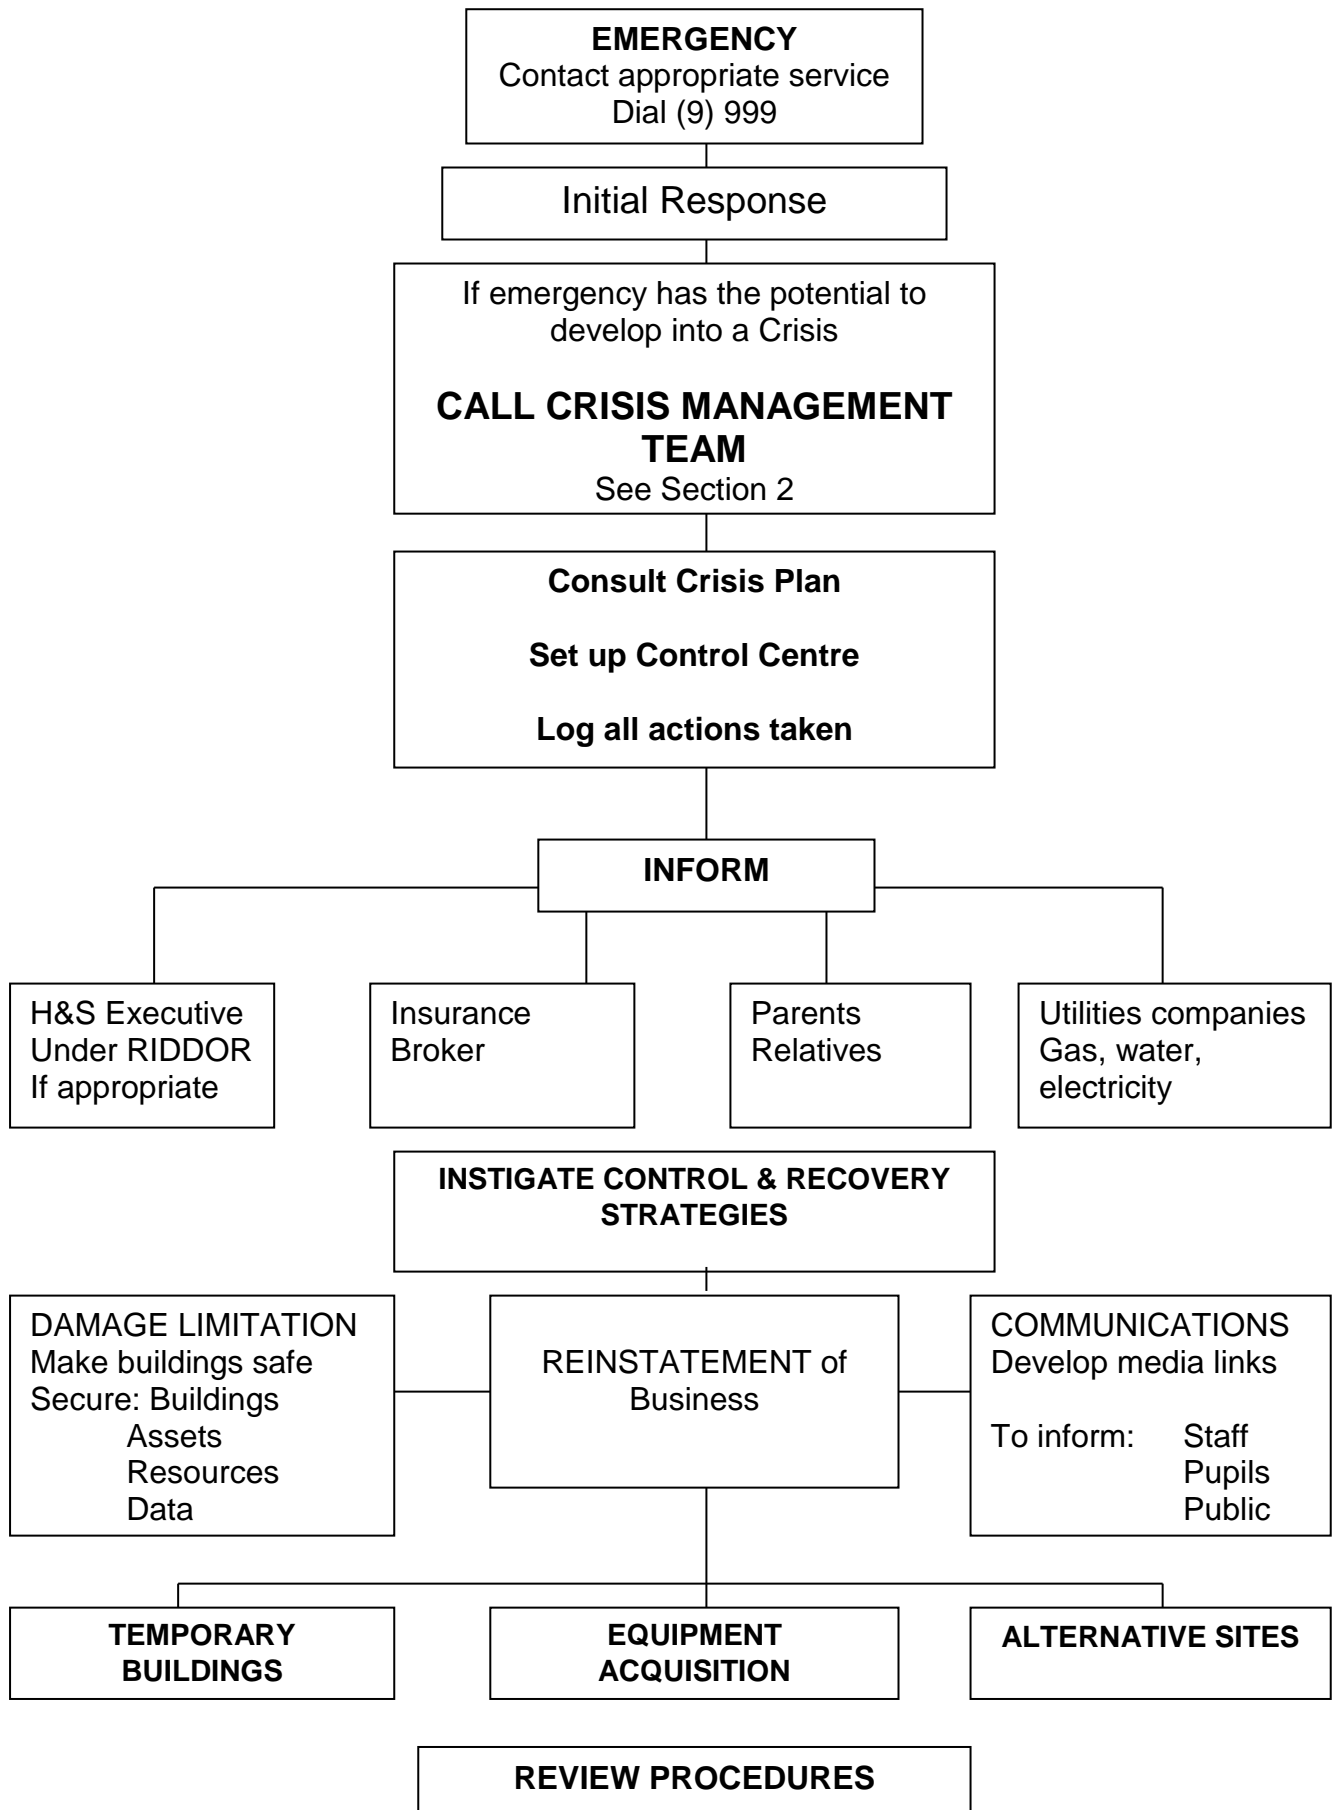 EMERGENCY
Contact appropriate service
Dial (9) 999
Initial Response
If emergency has the potential to
develop into a Crisis
CALL CRISIS MANAGEMENT
TEAM
See Section 2
Consult Crisis Plan
Set up Control Centre
Log all actions taken
INFORM
H&S Executive
Under RIDDOR
If appropriate
Insurance
Broker
Parents
Relatives
Utilities companies
Gas, water,
electricity
INSTIGATE CONTROL & RECOVERY
STRATEGIES
DAMAGE LIMITATION
Make buildings safe
Secure: Buildings
Assets
Resources
Data
REINSTATEMENT of
Business
COMMUNICATIONS
Develop media links
To inform: Staff
Pupils
Public
TEMPORARY
BUILDINGS
EQUIPMENT
ACQUISITION
ALTERNATIVE SITES
REVIEW PROCEDURES